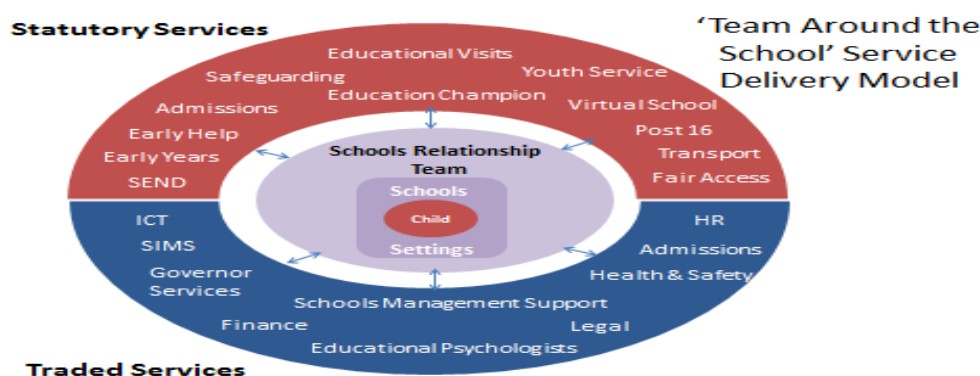 Statutory Services
'Team Around the
School' Service
Delivery Model
Educational Visits
Safeguarding
Youth Service
Education Champion
Admissions
Virtual School
Early Help
Post 16
Early Years
Transport
SEND
Fair Access
Schools Relationship
Team
Schools
Child
Settings
ICT
HR
SIMS
Admissions
Governor
Services
Health & Safety
Schools Management Support
Finance
Legal
Educational Psychologists
Traded Services